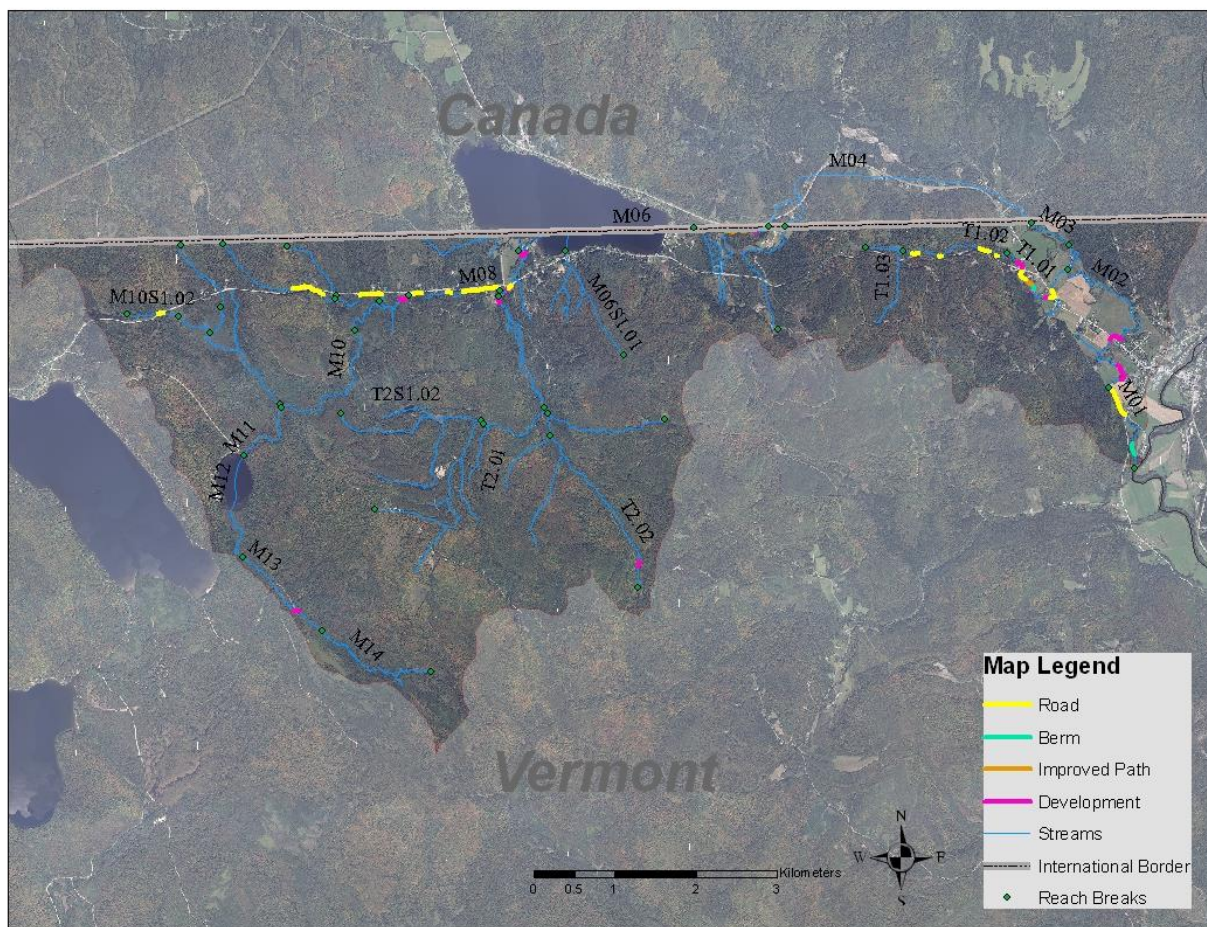 Canada
M04
M06
M03
T1.02
T1.01
M02
T1.03
M08
M10S1.02
M06S1.01
M10
T2S1.02
M01
M11
M12
T2.01
T2.02
M13
M14
Vermont
Map Legend
Road
Berm
Improved Path
Development
Streams
International Border
Reach Breaks
N
W E
S
Kilometers
0 0.5 1 2 3